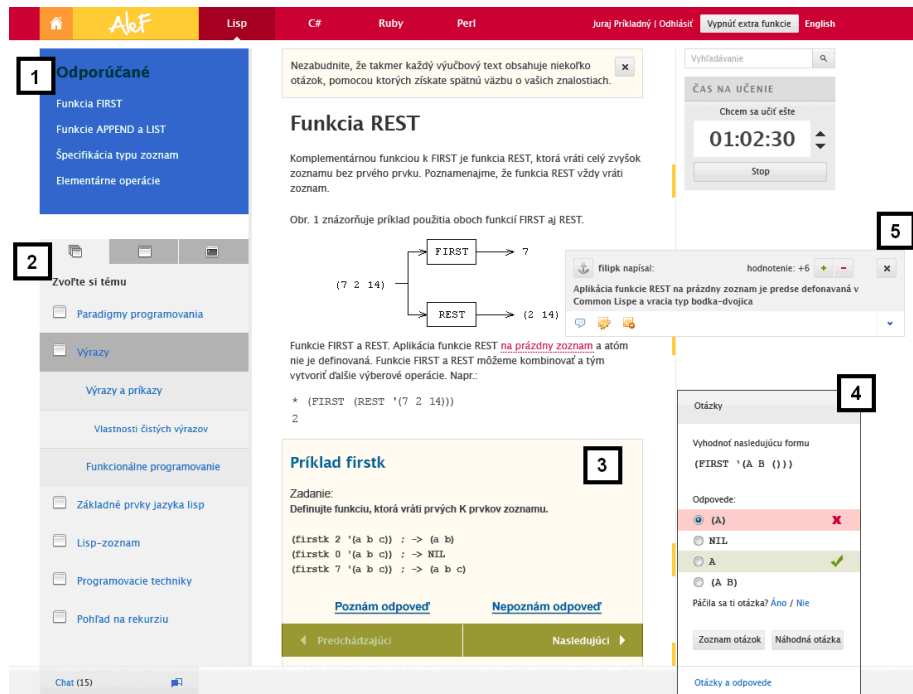 ALeF
Lisp
C#
Ruby
Perl
Juraj Príkladný | Odhlásiť
Vypnúť extra funkcie
English
1
Odporúčané
Funkcia FIRST
Funkcie APPEND a LIST
Špecifikácia typu zoznam
Elementárne operácie
2
Zvoľte si tému
Paradigmy programovania
Výrazy
Výrazy a príkazy
Vlastnosti čistých výrazov
Funkcionálne programovanie
Základné prvky jazyka lisp
Lisp-zoznam
Programovacie techniky
Pohľad na rekurziu
Chat (15)
Nezabudnite, že takmer každý výučbový text obsahuje niekoľko
otázok, pomocou ktorých získate spätnú väzbu o vašich znalostiach.
Funkcia REST
Komplementárnou funkciou k FIRST je funkcia REST, ktorá vráti celý zvyšok
zoznamu bez prvého prvku. Poznamenajme, že funkcia REST vždy vráti
zoznam.
Obr. 1 znázorňuje príklad použitia oboch funkcií FIRST aj REST.
FIRST
7
(7 2 14)
REST
(2 14)
Funkcie FIRST a REST. Aplikácia funkcie REST na prázdny zoznam a atóm
nie je definovaná. Funkcie FIRST a REST môžeme kombinovať a tým
vytvoriť ďalšie výberové operácie. Napr.:
* (FIRST (REST '(7 2 14)))
2
3
Príklad firstk
Zadanie:
Definujte funkciu, ktorá vráti prvých K prvkov zoznamu.
(firstk 2 '(a b c)) ; -> (a b)
(firstk 0 '(a b c)) ; -> NIL
(firstk 7 '(a b c)) ; -> (a b c)
Poznám odpoveď
Nepoznám odpoveď
Predchádzajúci
Nasledujúci
Vyhľadávanie
ČAS NA UČENIE
Chcem sa učiť ešte
01:02:30
Stop
5
filipk napísal:
hodnotenie: +6 + −
x
Aplikácia funkcie REST na prázdny zoznam je predse defonavaná v
Common Lispe a vracia typ bodka-dvojica
4
Otázky
Vyhodnoť nasledujúcu formu
(FIRST '(A B ()))
Odpovede:
(A)
NIL
A
(A B)
Páčila sa ti otázka? Áno / Nie
Zoznam otázok
Náhodná otázka
Otázky a odpovede